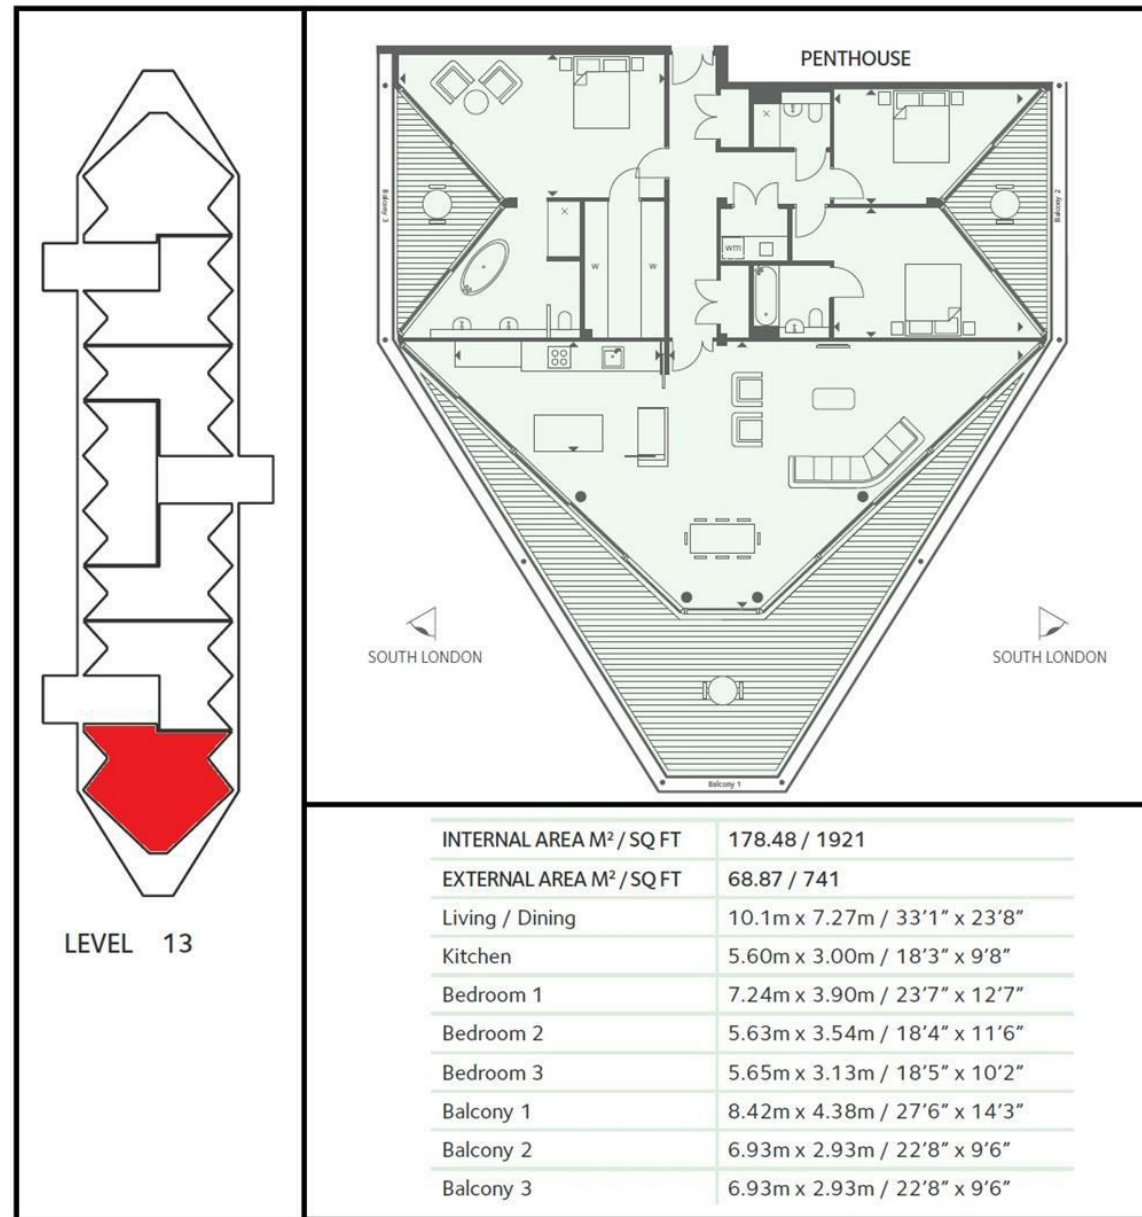 PENTHOUSE
Balcony 3
Balcony 2
wm
w
w
SOUTH LONDON
SOUTH LONDON
Balcony 1
LEVEL 13
INTERNAL AREA M² / SQ FT 178.48 / 1921
EXTERNAL AREA M² / SQ FT 68.87 / 741
Living / Dining 10.1m x 7.27m / 33’1” x 23’8”
Kitchen 5.60m x 3.00m / 18’3” x 9’8”
Bedroom 1 7.24m x 3.90m / 23’7” x 12’7”
Bedroom 2 5.63m x 3.54m / 18’4” x 11’6”
Bedroom 3 5.65m x 3.13m / 18’5” x 10’2”
Balcony 1 8.42m x 4.38m / 27’6” x 14’3”
Balcony 2 6.93m x 2.93m / 22’8” x 9’6”
Balcony 3 6.93m x 2.93m / 22’8” x 9’6”